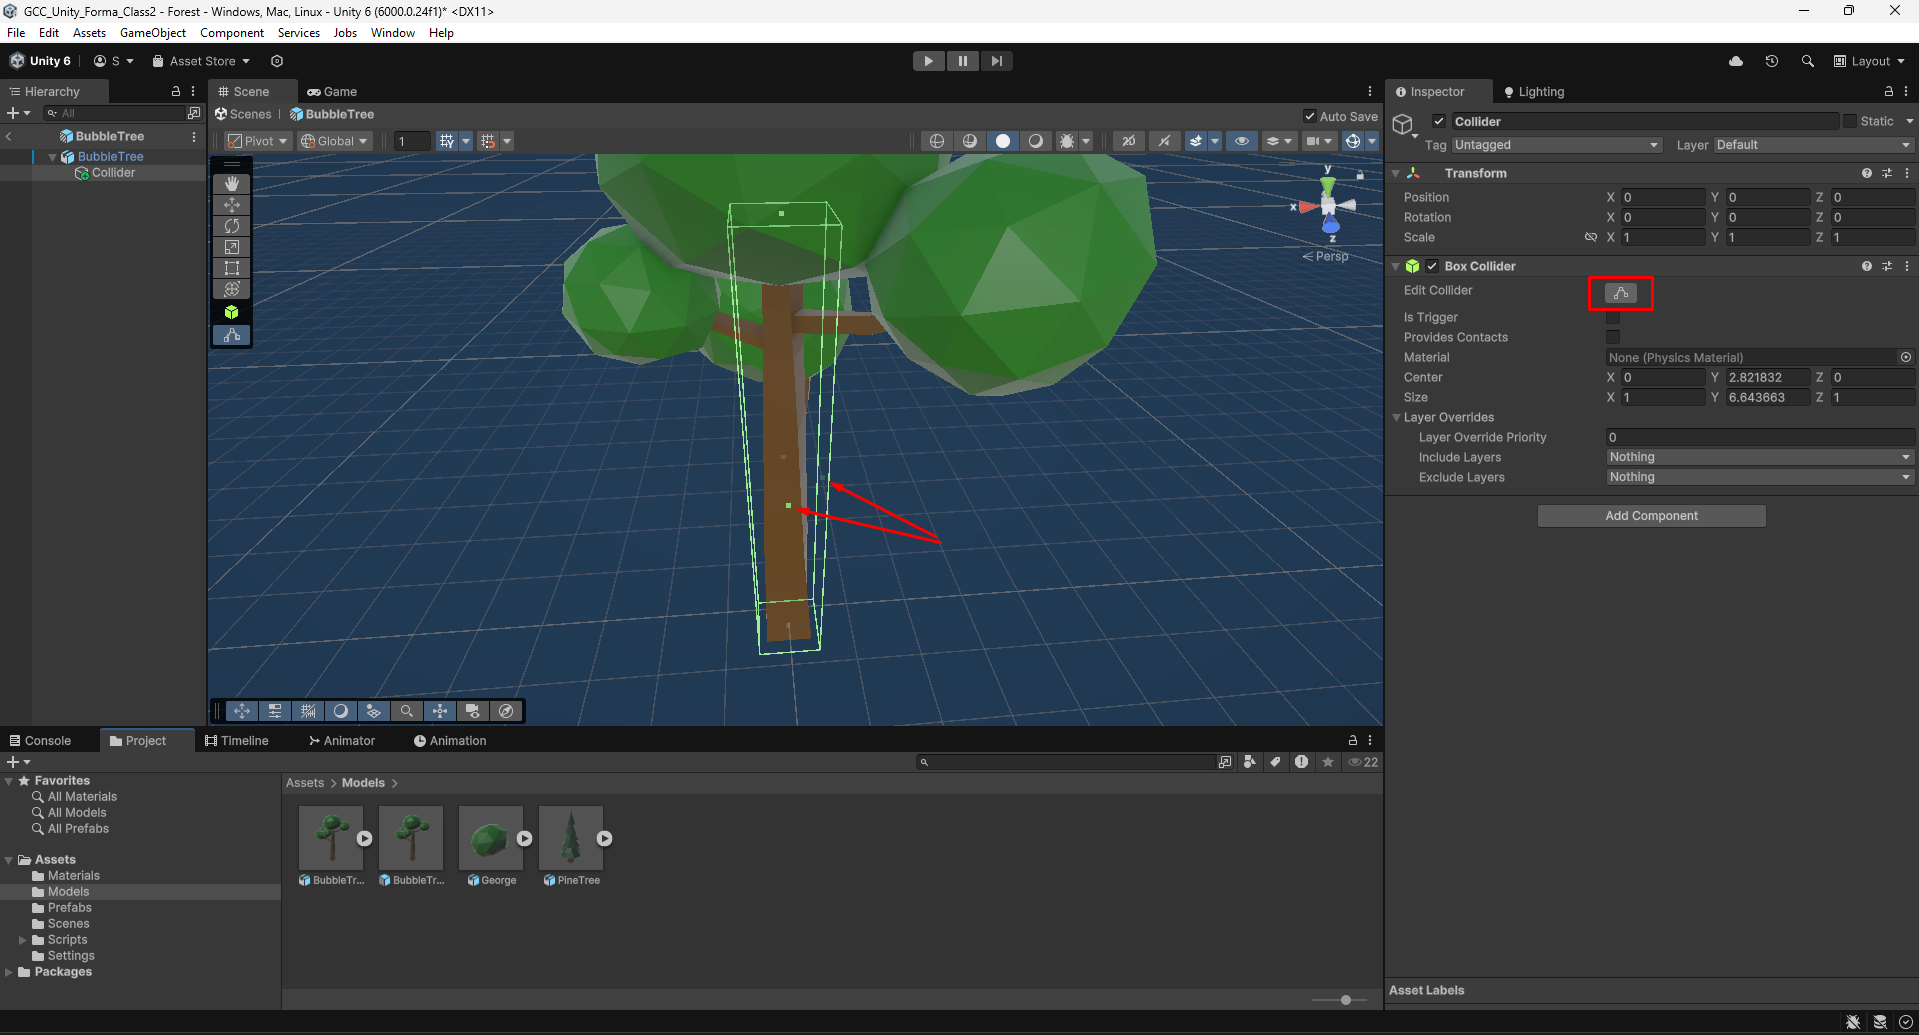 GCC_Unity_Forma_Class2 - Forest - Windows, Mac, Linux - Unity 6 (6000.0.24f1)* <DX11>
File Edit Assets GameObject Component Services Jobs Window Help
Unity 6 S Asset Store Layout
Hierarchy
All
BubbleTree
BubbleTree
Collider
Scene Game
Scenes BubbleTree Auto Save
Pivot Global 1 2D
y
x
z
< Persp
Inspector Lighting
Collider Static
Tag Untagged Layer Default
Transform
Position X 0 Y 0 Z 0
Rotation X 0 Y 0 Z 0
Scale X 1 Y 1 Z 1
Box Collider
Edit Collider
Is Trigger
Provides Contacts
Material None (Physics Material)
Center X 0 Y 2.821832 Z 0
Size X 1 Y 6.643663 Z 1
Layer Overrides
Layer Override Priority 0
Include Layers Nothing
Exclude Layers Nothing
Add Component
Asset Labels
Console Project Timeline Animator Animation
22
Favorites
All Materials
All Models
All Prefabs
Assets
Materials
Models
Prefabs
Scenes
Scripts
Settings
Packages
Assets > Models >
BubbleTr... BubbleTr... George PineTree